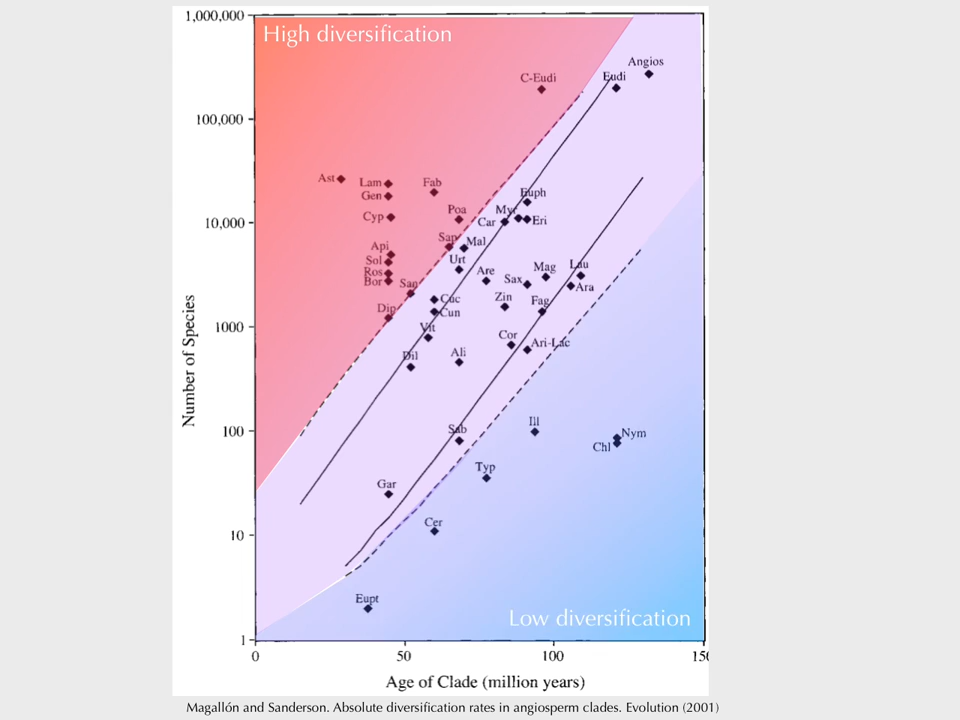 1,000,000
High diversification
Angios
C-Eudi
Eudi
100,000
Ast
Lam
Fab
Gen
Euph
Cyp
Poa
Myr
Car
Eri
10,000
San
Mal
Api
Sol
Urt
Ros
Are
Mag
Lau
Bor
San
Sax
Ara
Cuc
Zin
Fag
Dip
Cun
1000
Vit
Cor
Ari-Lac
Dil
Ali
Number of Species
100
Sab
Ill
Nym
Chl
Typ
Gar
10
Cer
Eupt
Low diversification
1
0
50
100
150
Age of Clade (million years)
Magallón and Sanderson. Absolute diversification rates in angiosperm clades. Evolution (2001)